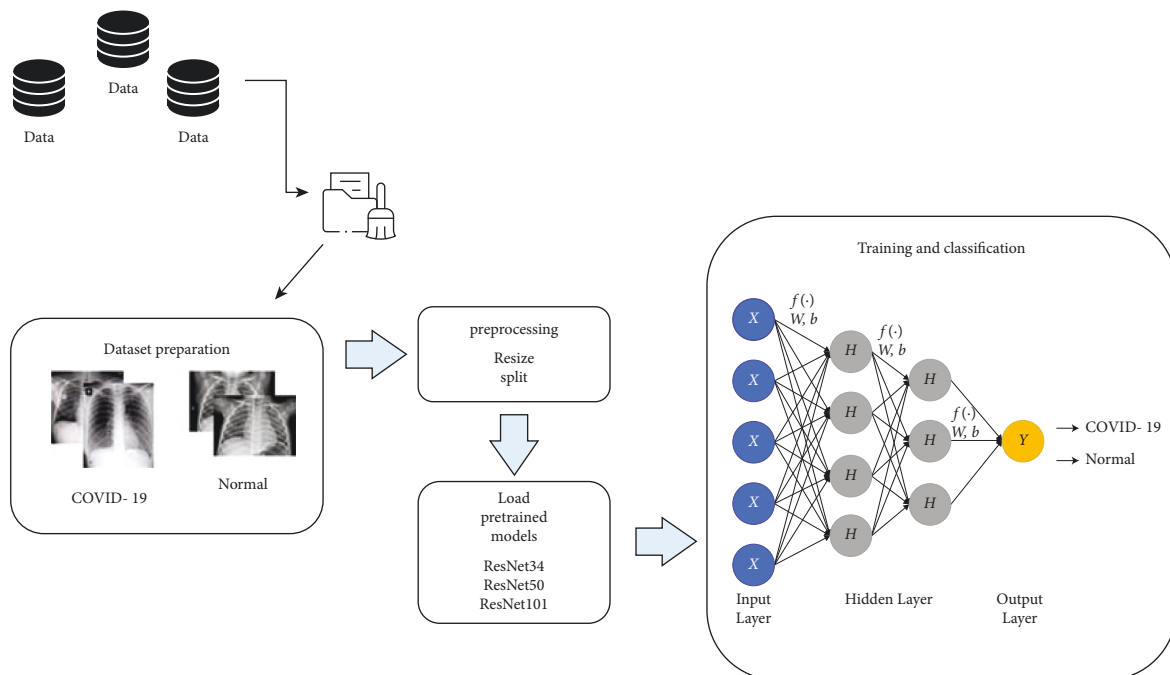 Data
Data
Data
Dataset preparation
COVID- 19
Normal
preprocessing
Resize
split
Load
pretrained
models
ResNet34
ResNet50
ResNet101
Training and classification
f (·)
W, b
f (·)
W, b
f (·)
W, b
X
X
X
X
X
H
H
H
H
H
H
H
Y
COVID- 19
Normal
Input
Layer
Hidden Layer
Output
Layer